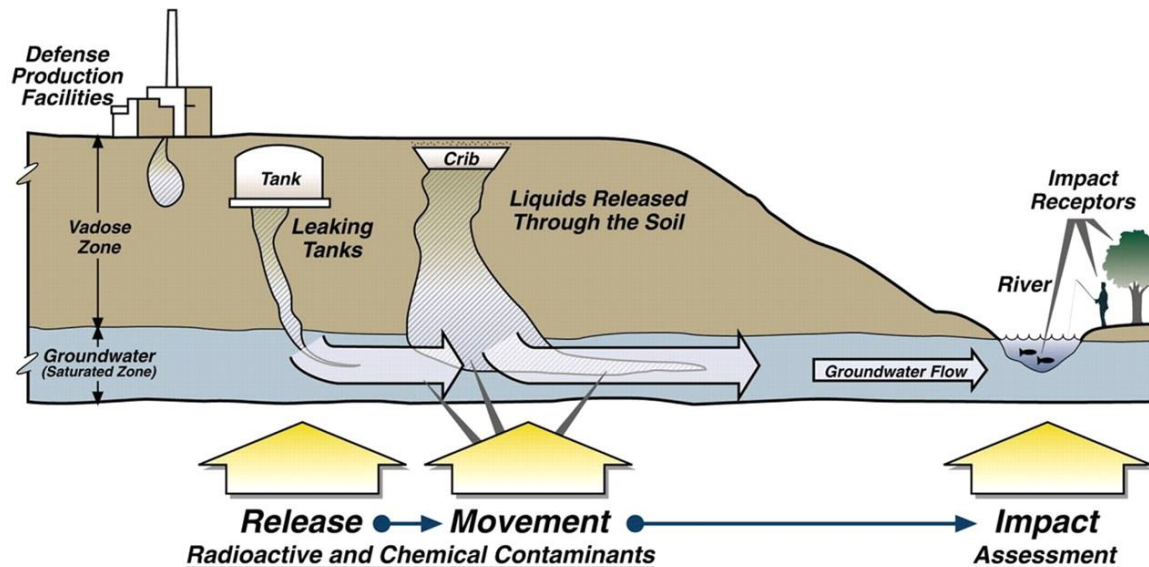 Defense
Production
Facilities
Tank
Crib
Leaking
Tanks
Liquids Released
Through the Soil
Impact
Receptors
River
Vadose
Zone
Groundwater
(Saturated Zone)
Groundwater Flow
Release
Movement
Impact
Radioactive and Chemical Contaminants
Assessment